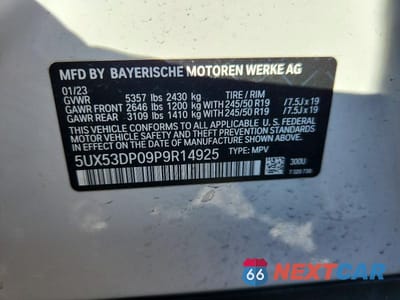 MFD BY BAYERISCHE MOTOREN WERKE AG
01/23
GVWR 5357 lbs 2430 kg TIRE / RIM
GAWR FRONT 2646 lbs 1200 kg 245/50 R19 /7.5J x 19
GAWR REAR 3109 lbs 1410 kg 245/50 R19 /7.5J x 19
THIS VEHICLE CONFORMS TO ALL APPLICABLE FEDERAL MOTOR VEHICLE SAFETY, BUMPER AND THEFT PREVENTION STANDARDS IN EFFECT ON THE DATE OF MANUFACTURE SHOWN ABOVE.
5UX53DP09P9R14925 TYPE: MPV
300U
66 NEXTCAR